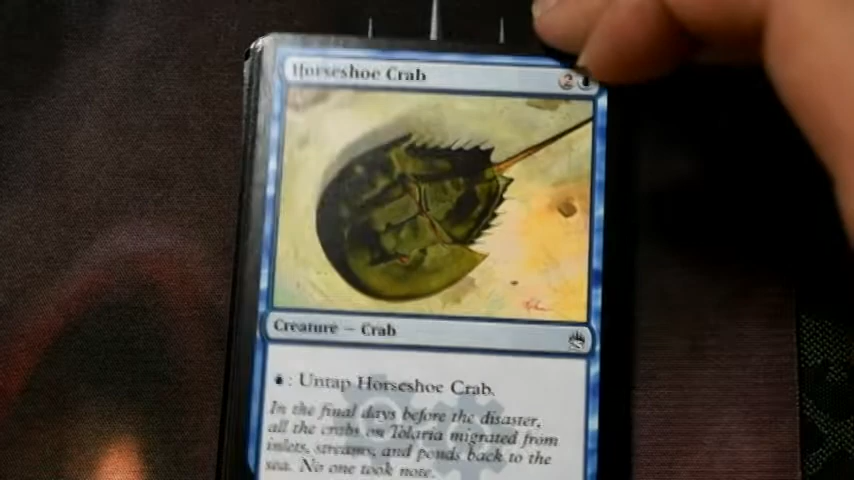 Horseshoe Crab 2
Creature — Crab
: Untap Horseshoe Crab.
In the final days before the disaster,
all the crabs on Tolaria migrated from
inlets, streams, and ponds back to the
sea. No one took note.